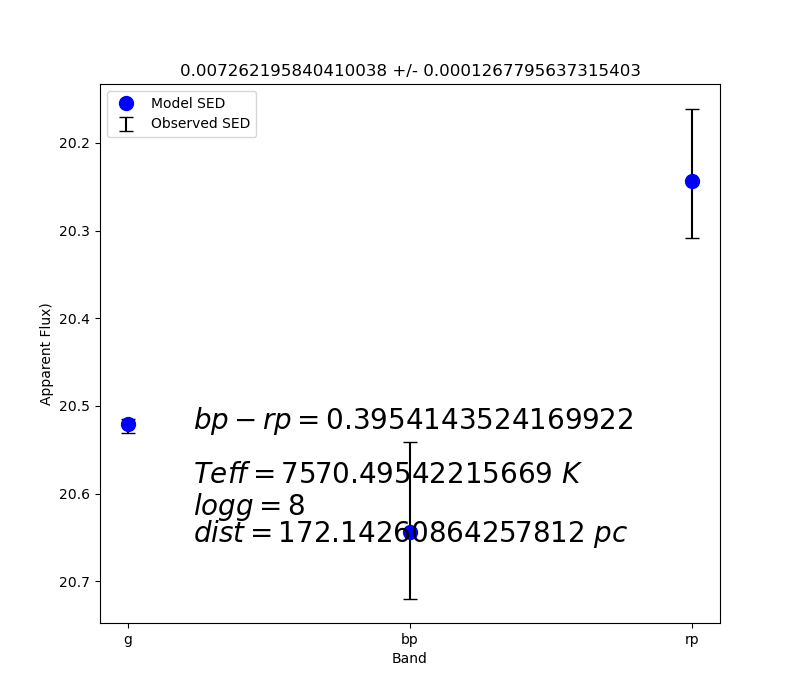 0.007262195840410038 +/- 0.0001267795637315403
Model SED
Observed SED
20.2
20.3
20.4
20.5
20.6
20.7
Apparent Flux)
bp − rp = 0.3954143524169922
Teff = 7570.49542215669 K
logg = 8
dist = 172.14260864257812 pc
g bp rp
Band